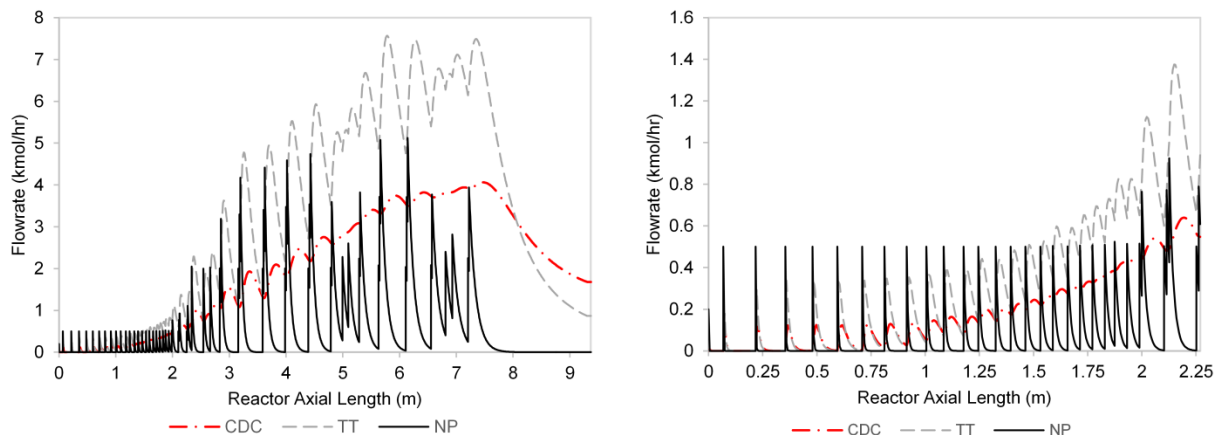 8
7
6
5
4
3
2
1
0
Flowrate (kmol/hr)
0 1 2 3 4 5 6 7 8 9
Reactor Axial Length (m)
CDC TT NP
1.6
1.4
1.2
1.0
0.8
0.6
0.4
0.2
0
Flowrate (kmol/hr)
0 0.25 0.5 0.75 1 1.25 1.5 1.75 2 2.25
Reactor Axial Length (m)
CDC TT NP